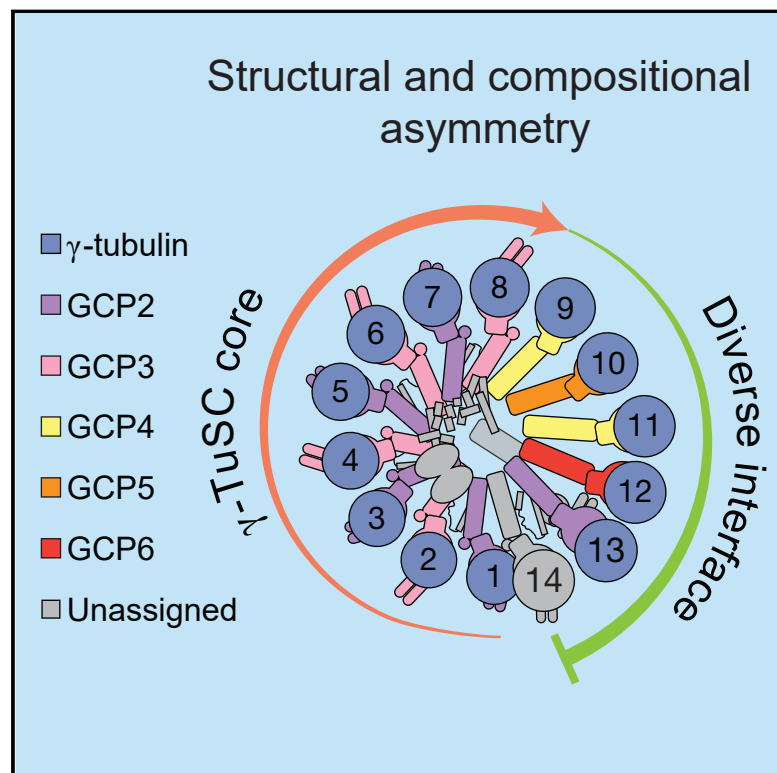 Structural and compositional
asymmetry
γ-tubulin
GCP2
GCP3
GCP4
GCP5
GCP6
Unassigned
γ-TuSC core
Diverse interface
1
2
3
4
5
6
7
8
9
10
11
12
13
14